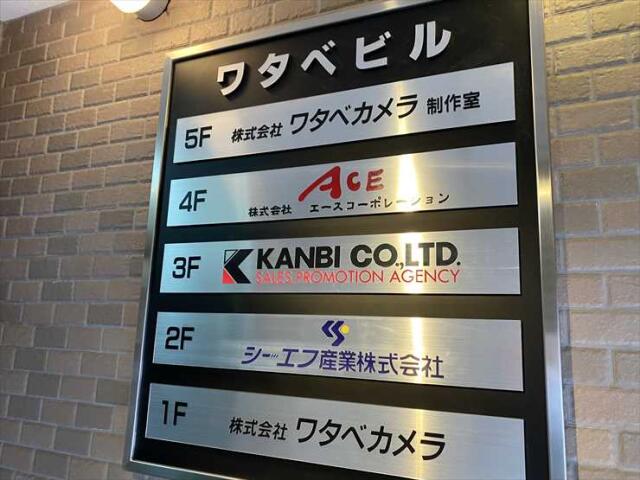 ワタベビル
5F 株式会社 ワタベカメラ 制作室
4F ACE
株式会社 エースコーポレーション
3F KANBI CO.,LTD.
SALES PROMOTION AGENCY
2F シーエフ産業株式会社
1F 株式会社 ワタベカメラ